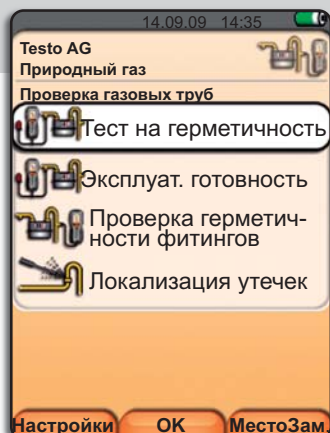 14.09.09 14:35
Testo AG
Природный газ
Проверка газовых труб
Тест на герметичность
Эксплуат. готовность
Проверка герметич-
ности фитингов
Локализация утечек
Настройки OK МестоЗам.